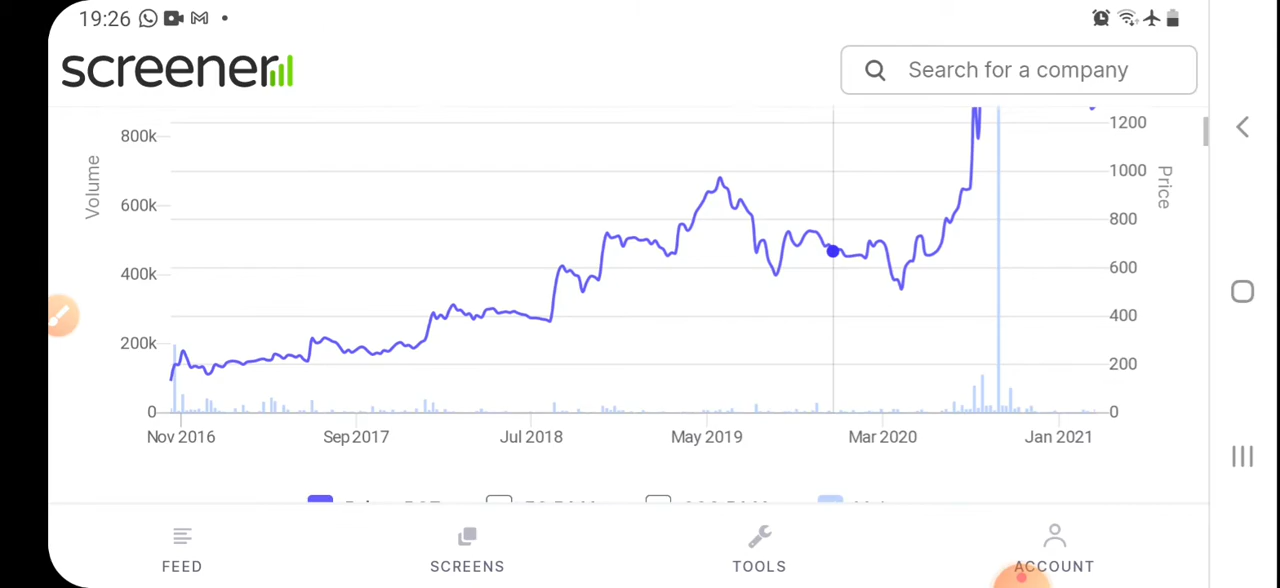 19:26
screener
Search for a company
800k
600k
400k
200k
0
Volume
1200
1000
800
600
400
200
0
Price
Nov 2016 Sep 2017 Jul 2018 May 2019 Mar 2020 Jan 2021
FEED SCREENS TOOLS ACCOUNT